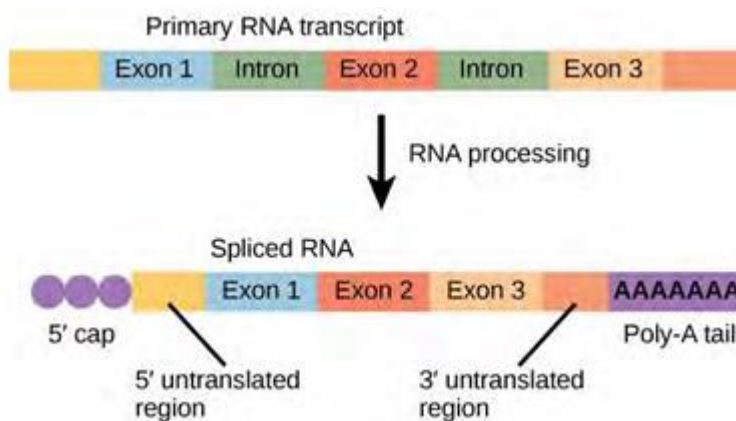 Primary RNA transcript
Exon 1 Intron Exon 2 Intron Exon 3
RNA processing
Spliced RNA
Exon 1 Exon 2 Exon 3 AAAAAAA
5′ cap
Poly-A tail
5′ untranslated
region
3′ untranslated
region